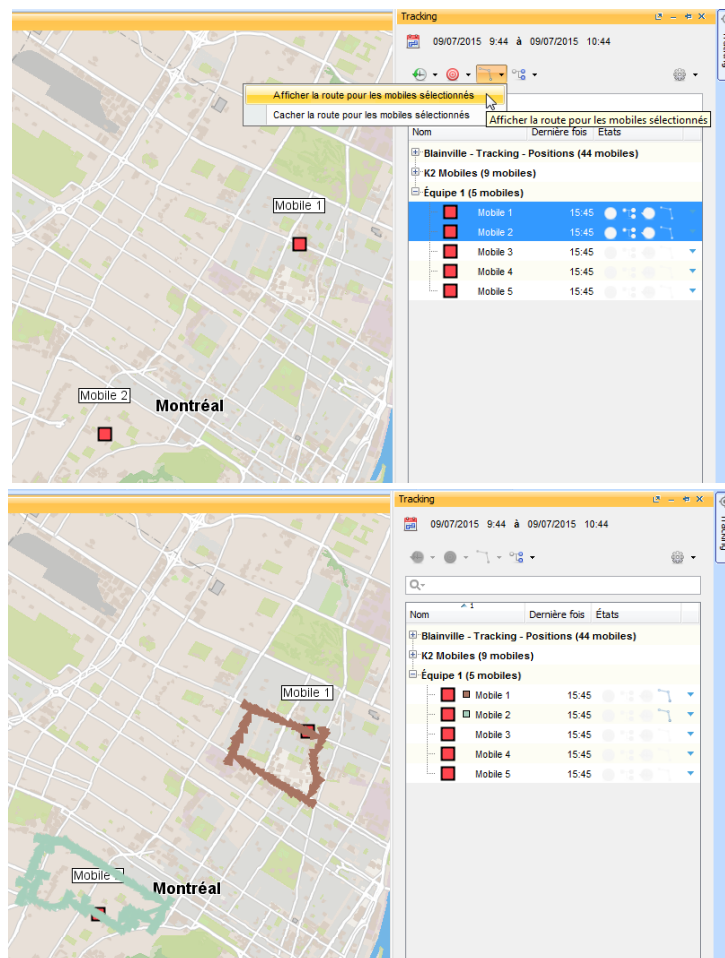 Tracking
09/07/2015 9:44 à 09/07/2015 10:44
Afficher la route pour les mobiles sélectionnés
Cacher la route pour les mobiles sélectionnés
Afficher la route pour les mobiles sélectionnés
Nom Dernière fois États
Blainville - Tracking - Positions (44 mobiles)
K2 Mobiles (9 mobiles)
Équipe 1 (5 mobiles)
Mobile 1 15:45
Mobile 2 15:45
Mobile 3 15:45
Mobile 4 15:45
Mobile 5 15:45
Mobile 1
Mobile 2
Montréal
Tracking
09/07/2015 9:44 à 09/07/2015 10:44
Tracking
1
Nom Dernière fois États
Blainville - Tracking - Positions (44 mobiles)
K2 Mobiles (9 mobiles)
Équipe 1 (5 mobiles)
Mobile 1 15:45
Mobile 2 15:45
Mobile 3 15:45
Mobile 4 15:45
Mobile 5 15:45
Mobile 1
Mobile
Montréal